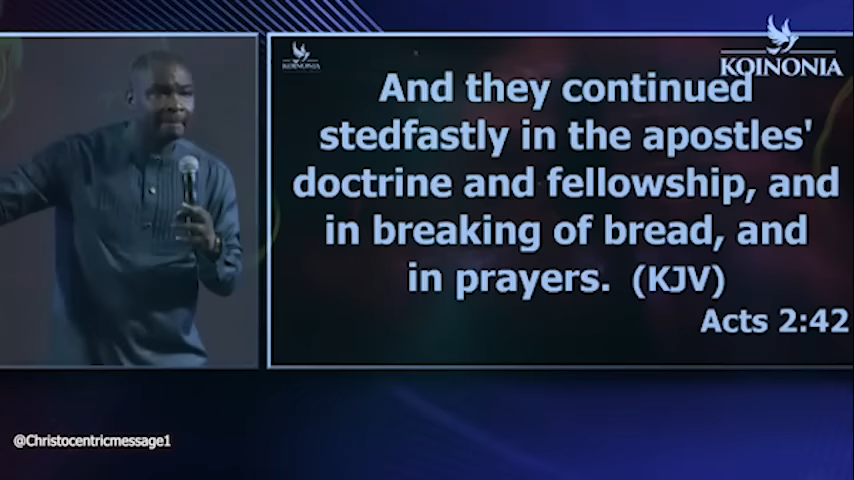 KOINONIA
KOINONIA
And they continued
stedfastly in the apostles'
doctrine and fellowship, and
in breaking of bread, and
in prayers. (KJV)
Acts 2:42
@Christocentricmessage1